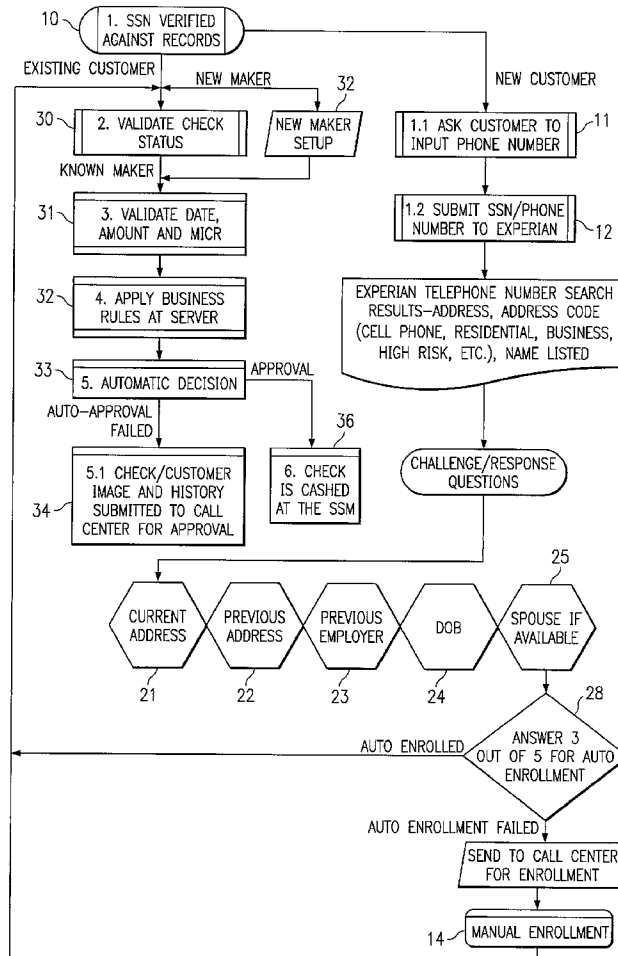 10
1. SSN VERIFIED
AGAINST RECORDS
EXISTING CUSTOMER
NEW MAKER
32
NEW CUSTOMER
30
2. VALIDATE CHECK
STATUS
NEW MAKER
SETUP
1.1 ASK CUSTOMER TO
INPUT PHONE NUMBER
11
KNOWN MAKER
31
3. VALIDATE DATE,
AMOUNT AND MICR
1.2 SUBMIT SSN/PHONE
NUMBER TO EXPERIAN
12
32
4. APPLY BUSINESS
RULES AT SERVER
EXPERIAN TELEPHONE NUMBER SEARCH
RESULTS-ADDRESS, ADDRESS CODE
(CELL PHONE, RESIDENTIAL, BUSINESS,
HIGH RISK, ETC.), NAME LISTED
33
5. AUTOMATIC DECISION
APPROVAL
AUTO-APPROVAL
FAILED
36
34
5.1 CHECK/CUSTOMER
IMAGE AND HISTORY
SUBMITTED TO CALL
CENTER FOR APPROVAL
6. CHECK
IS CASHED
AT THE SSM
CHALLENGE/RESPONSE
QUESTIONS
25
CURRENT
ADDRESS
PREVIOUS
ADDRESS
PREVIOUS
EMPLOYER
DOB
SPOUSE IF
AVAILABLE
21
22
23
24
28
AUTO ENROLLED
ANSWER 3
OUT OF 5 FOR AUTO
ENROLLMENT
AUTO ENROLLMENT FAILED
SEND TO CALL CENTER
FOR ENROLLMENT
14
MANUAL ENROLLMENT